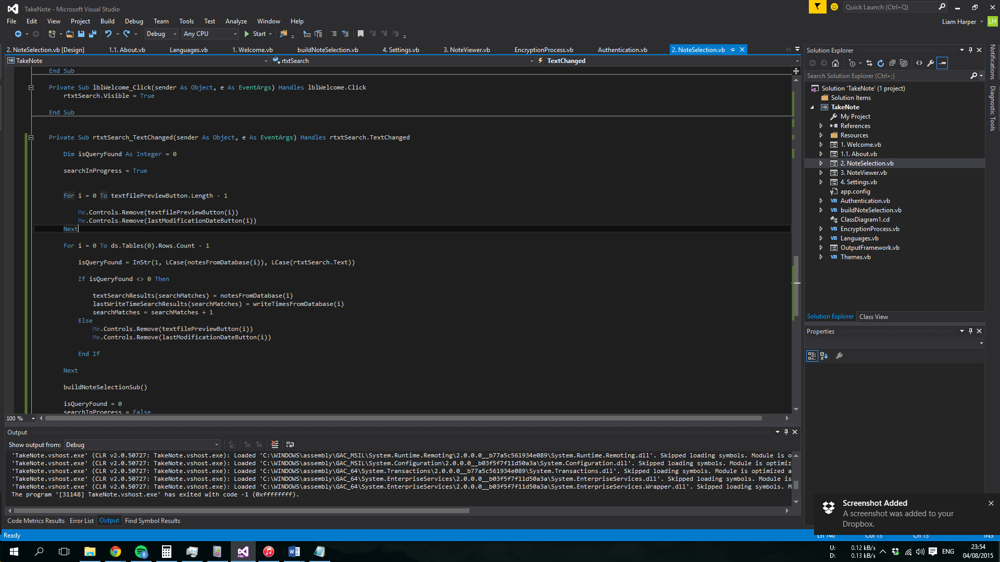 TakeNote - Microsoft Visual Studio
Quick Launch (Ctrl+Q)
File Edit View Project Build Debug Team Tools Test Analyze Window Help
Liam Harper LH
Debug Any CPU Start
2. NoteSelection.vb [Design] 1.1. About.vb Languages.vb 1. Welcome.vb buildNoteSelection.vb 4. Settings.vb 3. NoteViewer.vb EncryptionProcess.vb Authentication.vb 2. NoteSelection.vb
VB TakeNote rtxtSearch TextChanged
End Sub
Private Sub lblWelcome_Click(sender As Object, e As EventArgs) Handles lblWelcome.Click
rtxtSearch.Visible = True
End Sub
Private Sub rtxtSearch_TextChanged(sender As Object, e As EventArgs) Handles rtxtSearch.TextChanged
Dim isQueryFound As Integer = 0
searchInProgress = True
For i = 0 To textfilePreviewButton.Length - 1
Me.Controls.Remove(textfilePreviewButton(i))
Me.Controls.Remove(lastModificationDateButton(i))
Next
For i = 0 To ds.Tables(0).Rows.Count - 1
isQueryFound = InStr(1, LCase(notesFromDatabase(i)), LCase(rtxtSearch.Text))
If isQueryFound <> 0 Then
textSearchResults(searchMatches) = notesFromDatabase(i)
lastWriteTimeSearchResults(searchMatches) = writeTimesFromDatabase(i)
searchMatches = searchMatches + 1
Else
Me.Controls.Remove(textfilePreviewButton(i))
Me.Controls.Remove(lastModificationDateButton(i))
End If
Next
buildNoteSelectionSub()
isQueryFound = 0
searchInProgress = False
100 %
Output
Show output from: Debug
'TakeNote.vshost.exe' (CLR v2.0.50727: TakeNote.vshost.exe): Loaded 'C:\WINDOWS\assembly\GAC_MSIL\System.Runtime.Remoting\2.0.0.0__b77a5c561934e089\System.Runtime.Remoting.dll'. Skipped loading symbols. Module is o
'TakeNote.vshost.exe' (CLR v2.0.50727: TakeNote.vshost.exe): Loaded 'C:\WINDOWS\assembly\GAC_MSIL\System.Configuration\2.0.0.0__b03f5f7f11d50a3a\System.Configuration.dll'. Skipped loading symbols. Module is optimiz
'TakeNote.vshost.exe' (CLR v2.0.50727: TakeNote.vshost.exe): Loaded 'C:\WINDOWS\assembly\GAC_64\System.Transactions\2.0.0.0__b77a5c561934e089\System.Transactions.dll'. Skipped loading symbols. Module is optimized a
'TakeNote.vshost.exe' (CLR v2.0.50727: TakeNote.vshost.exe): Loaded 'C:\WINDOWS\assembly\GAC_64\System.EnterpriseServices\2.0.0.0__b03f5f7f11d50a3a\System.EnterpriseServices.dll'. Skipped loading symbols. Module is
'TakeNote.vshost.exe' (CLR v2.0.50727: TakeNote.vshost.exe): Loaded 'C:\WINDOWS\assembly\GAC_64\System.EnterpriseServices\2.0.0.0__b03f5f7f11d50a3a\System.EnterpriseServices.Wrapper.dll'. Skipped loading symbols. M
The program '[31148] TakeNote.vshost.exe' has exited with code -1 (0xffffffff).
Code Metrics Results Error List Output Find Symbol Results
Solution Explorer
Search Solution Explorer (Ctrl+;)
Solution 'TakeNote' (1 project)
Solution Items
VB TakeNote
My Project
References
Resources
1. Welcome.vb
1.1. About.vb
2. NoteSelection.vb
3. NoteViewer.vb
4. Settings.vb
app.config
VB Authentication.vb
VB buildNoteSelection.vb
ClassDiagram1.cd
VB EncryptionProcess.vb
VB Languages.vb
OutputFramework.vb
VB Themes.vb
Solution Explorer Class View
Properties
Notifications
Diagnostic Tools
Screenshot Added
A screenshot was added to your
Dropbox.
Ready Ln 140 Col 13 Ch 13 INS
8
U: 0.12 kB/s
D: 0.13 kB/s
ENG
23:54
04/08/2015